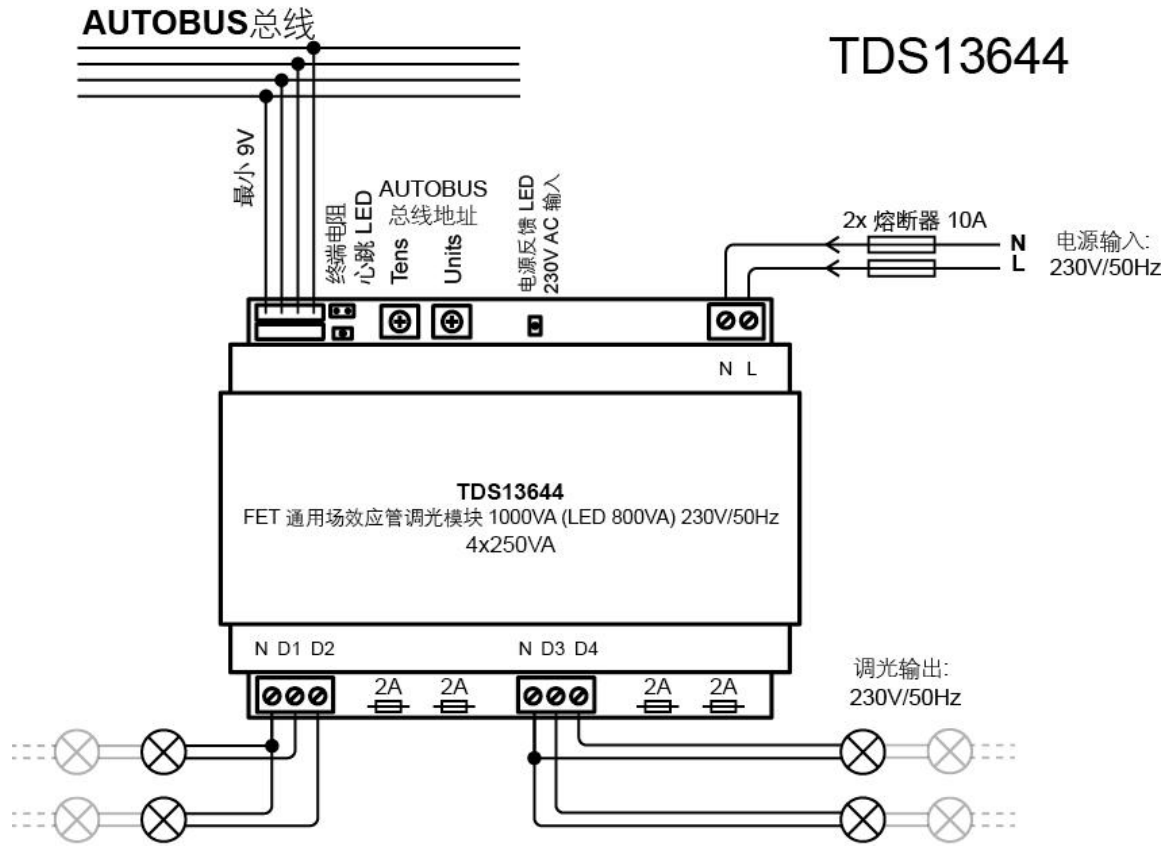 AUTOBUS总线
TDS13644
最小 9V
终端电阻
心跳 LED
AUTOBUS
总线地址
Tens
Units
电源反馈 LED
230V AC 输入
2x 熔断器 10A
N
L
电源输入:
230V/50Hz
N L
TDS13644
FET 通用场效应管调光模块 1000VA (LED 800VA) 230V/50Hz
4x250VA
N D1 D2
N D3 D4
2A
2A
2A
2A
调光输出:
230V/50Hz